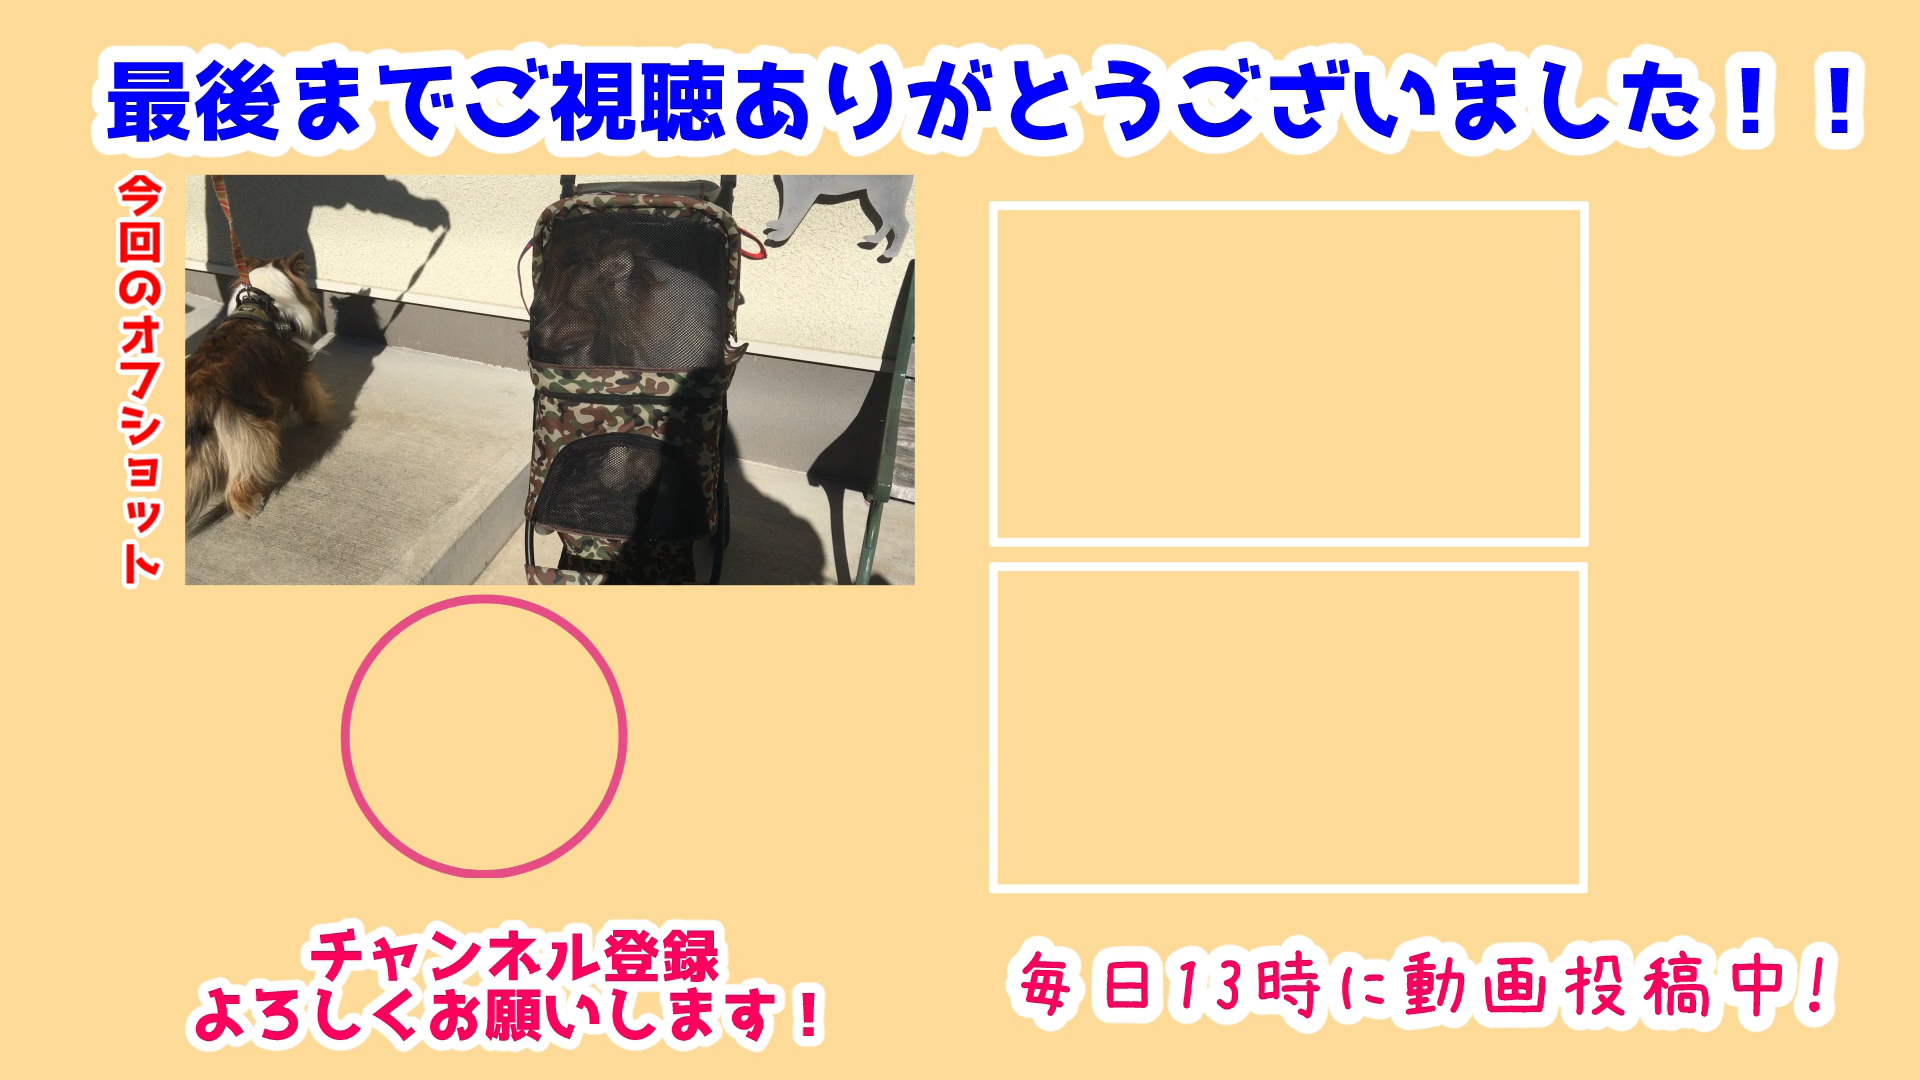 最後までご視聴ありがとうございました！！
今回のオフショット
チャンネル登録
よろしくお願いします！
毎日13時に動画投稿中！